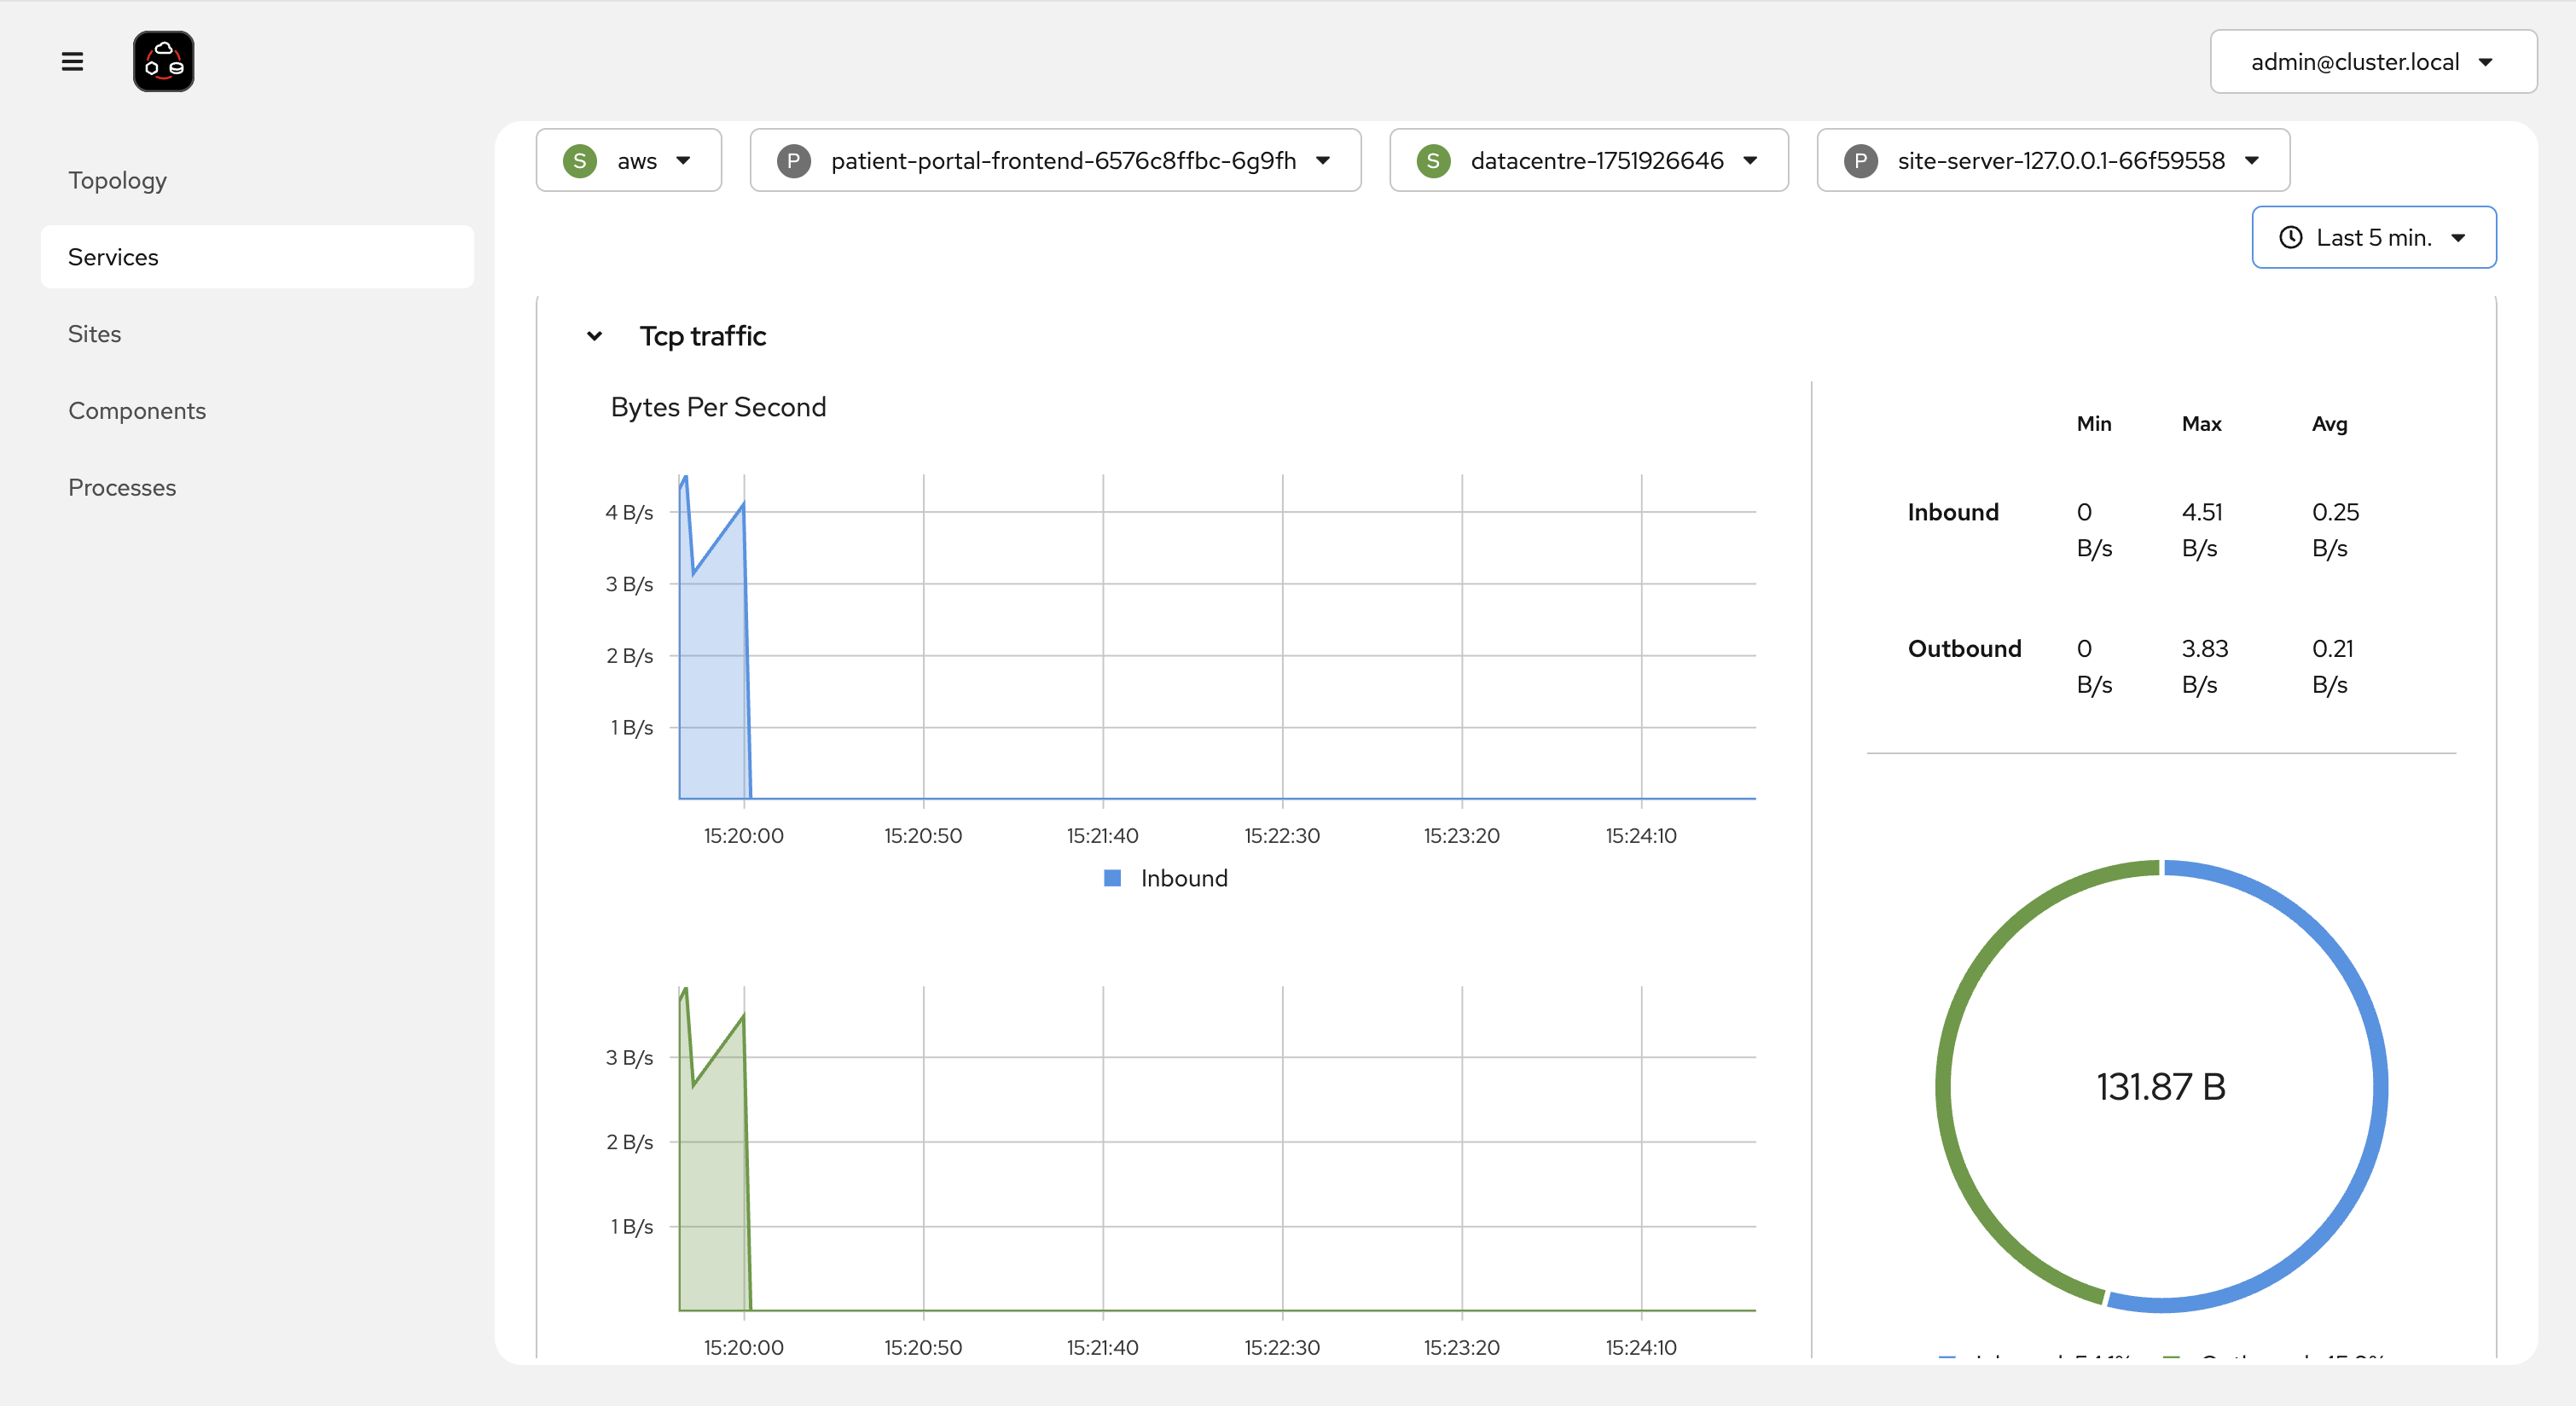 admin@cluster.local
Topology
Services
Sites
Components
Processes
S aws P patient-portal-frontend-6576c8ffbc-6g9fh S datacentre-1751926646 P site-server-127.0.0.1-66f59558
Last 5 min.
Tcp traffic
Bytes Per Second
4 B/s
3 B/s
2 B/s
1 B/s
15:20:00 15:20:50 15:21:40 15:22:30 15:23:20 15:24:10
Inbound
3 B/s
2 B/s
1 B/s
15:20:00 15:20:50 15:21:40 15:22:30 15:23:20 15:24:10
Min Max Avg
Inbound 0 B/s 4.51 B/s 0.25 B/s
Outbound 0 B/s 3.83 B/s 0.21 B/s
131.87 B